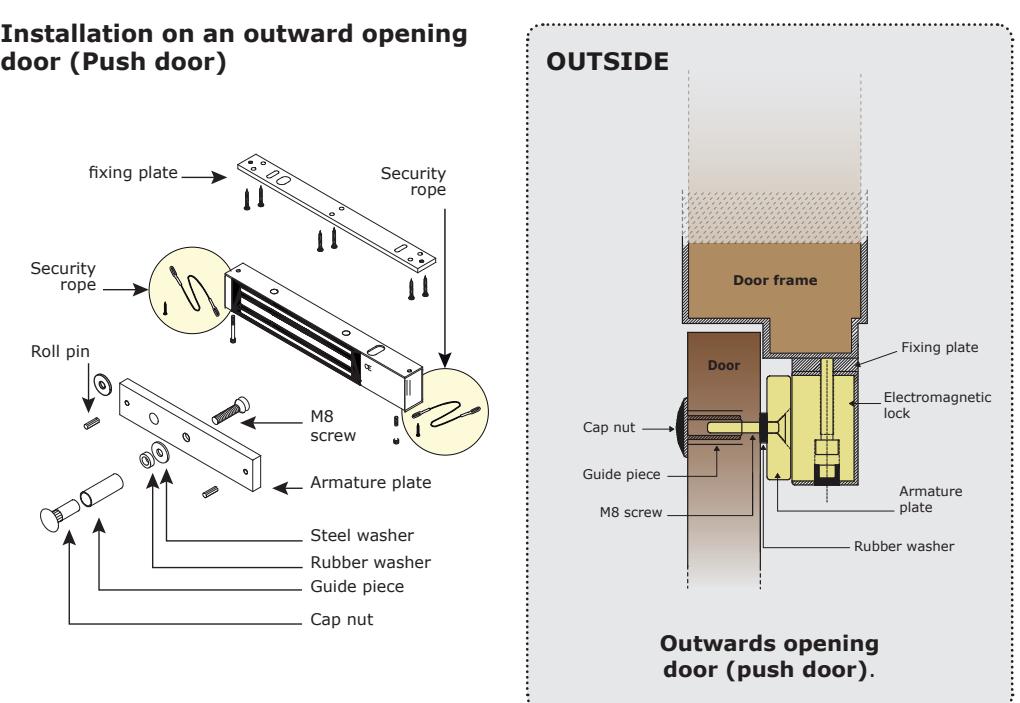 Installation on an outward opening
door (Push door)
fixing plate
Security
rope
Security
rope
Roll pin
M8
screw
Armature plate
Steel washer
Rubber washer
Guide piece
Cap nut
OUTSIDE
Door frame
Door
Fixing plate
Electromagnetic
lock
Cap nut
Guide piece
M8 screw
Armature
plate
Rubber washer
Outwards opening
door (push door).